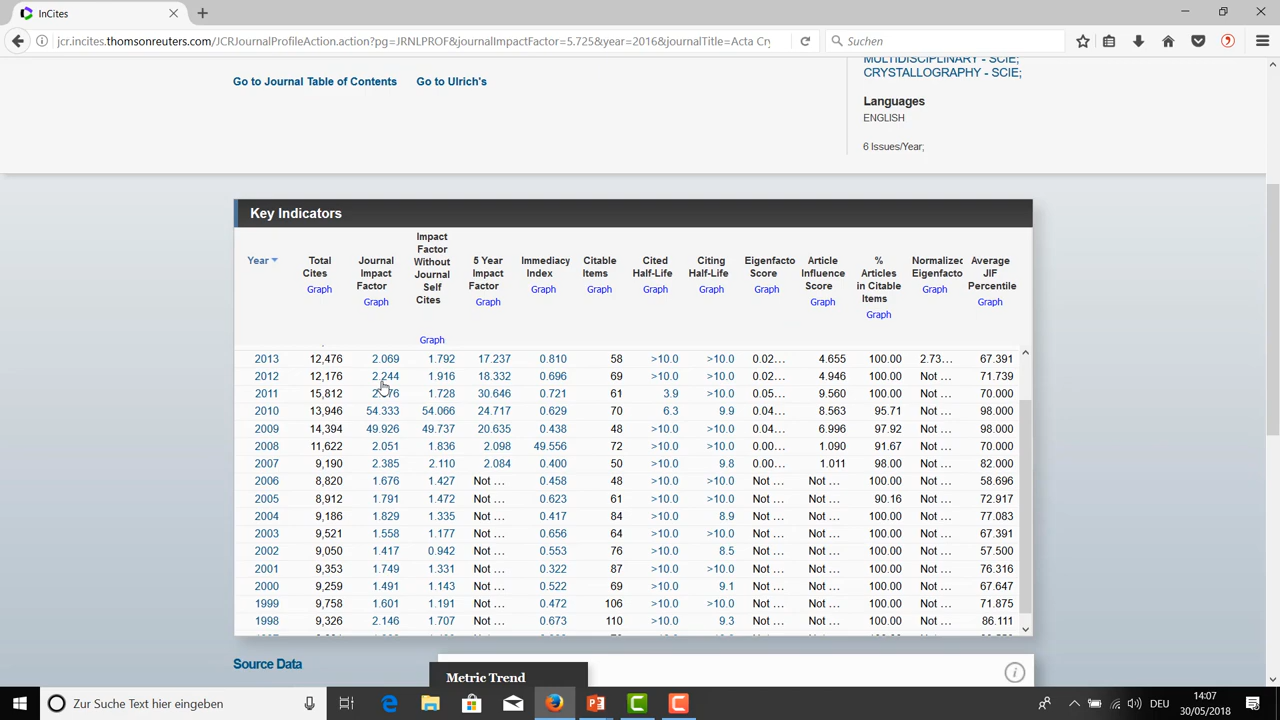 InCites
jcr.incites.thomsonreuters.com/JCRJournalProfileAction.action?pg=JRNLPROF&journalImpactFactor=5.725&year=2016&journalTitle=Acta Cry
Suchen
MULTIDISCIPLINARY - SCIE;
CRYSTALLOGRAPHY - SCIE;
Go to Journal Table of Contents Go to Ulrich's
Languages
ENGLISH
6 Issues/Year;
Key Indicators
Year Total Cites Journal Impact Factor Impact Factor Without Journal Self Cites 5 Year Impact Factor Immediacy Index Citable Items Cited Half-Life Citing Half-Life Eigenfacto Score Article Influence Score % Articles in Citable Items Normalized Eigenfacto Average JIF Percentile
Graph Graph Graph Graph Graph Graph Graph Graph Graph Graph Graph Graph Graph
2013 12,476 2.069 1.792 17.237 0.810 58 >10.0 >10.0 0.02... 4.655 100.00 2.73... 67.391
2012 12,176 2.244 1.916 18.332 0.696 69 >10.0 >10.0 0.02... 4.946 100.00 Not ... 71.739
2011 15,812 1.728 30.646 0.721 61 3.9 >10.0 0.05... 9.560 100.00 Not ... 70.000
2010 13,946 54.333 54.066 24.717 0.629 70 6.3 9.9 0.04... 8.563 95.71 Not ... 98.000
2009 14,394 49.926 49.737 20.635 0.438 48 >10.0 >10.0 0.04... 6.996 97.92 Not ... 98.000
2008 11,622 2.051 1.836 2.098 49.556 72 >10.0 >10.0 0.00... 1.090 91.67 Not ... 70.000
2007 9,190 2.385 2.110 2.084 0.400 50 >10.0 9.8 0.00... 1.011 98.00 Not ... 82.000
2006 8,820 1.676 1.427 Not ... 0.458 48 >10.0 >10.0 Not ... Not ... 100.00 Not ... 58.696
2005 8,912 1.791 1.472 Not ... 0.623 61 >10.0 >10.0 Not ... Not ... 90.16 Not ... 72.917
2004 9,186 1.829 1.335 Not ... 0.417 84 >10.0 8.9 Not ... Not ... 100.00 Not ... 77.083
2003 9,521 1.558 1.177 Not ... 0.656 64 >10.0 >10.0 Not ... Not ... 100.00 Not ... 67.391
2002 9,050 1.417 0.942 Not ... 0.553 76 >10.0 8.5 Not ... Not ... 100.00 Not ... 57.500
2001 9,353 1.749 1.331 Not ... 0.322 87 >10.0 >10.0 Not ... Not ... 100.00 Not ... 76.316
2000 9,259 1.491 1.143 Not ... 0.522 69 >10.0 9.1 Not ... Not ... 100.00 Not ... 67.647
1999 9,758 1.601 1.191 Not ... 0.472 106 >10.0 >10.0 Not ... Not ... 100.00 Not ... 71.875
1998 9,326 2.146 1.707 Not ... 0.673 110 >10.0 9.3 Not ... Not ... 100.00 Not ... 86.111
Source Data
Metric Trend
Zur Suche Text hier eingeben
DEU
14:07
30/05/2018